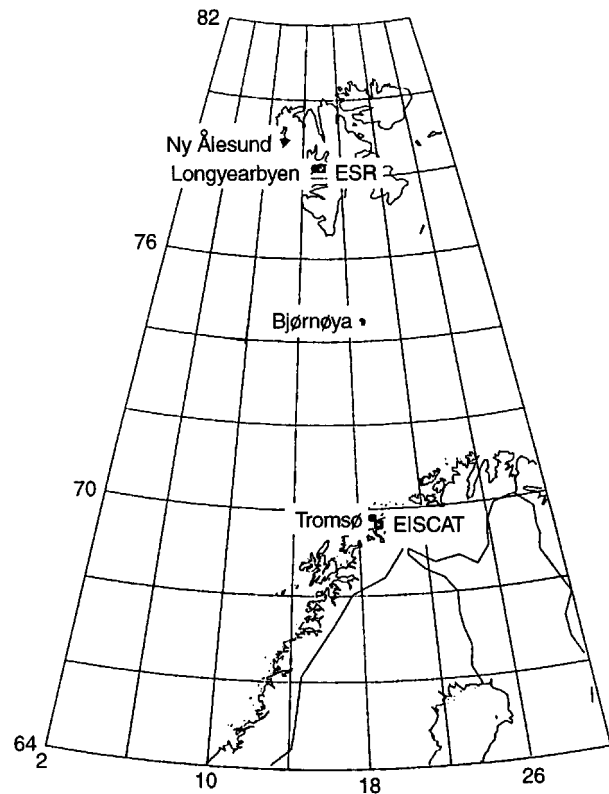 82
Ny Ålesund
Longyearbyen ESR
76
Bjørnøya
70
Tromsø EISCAT
64
2
10
18
26